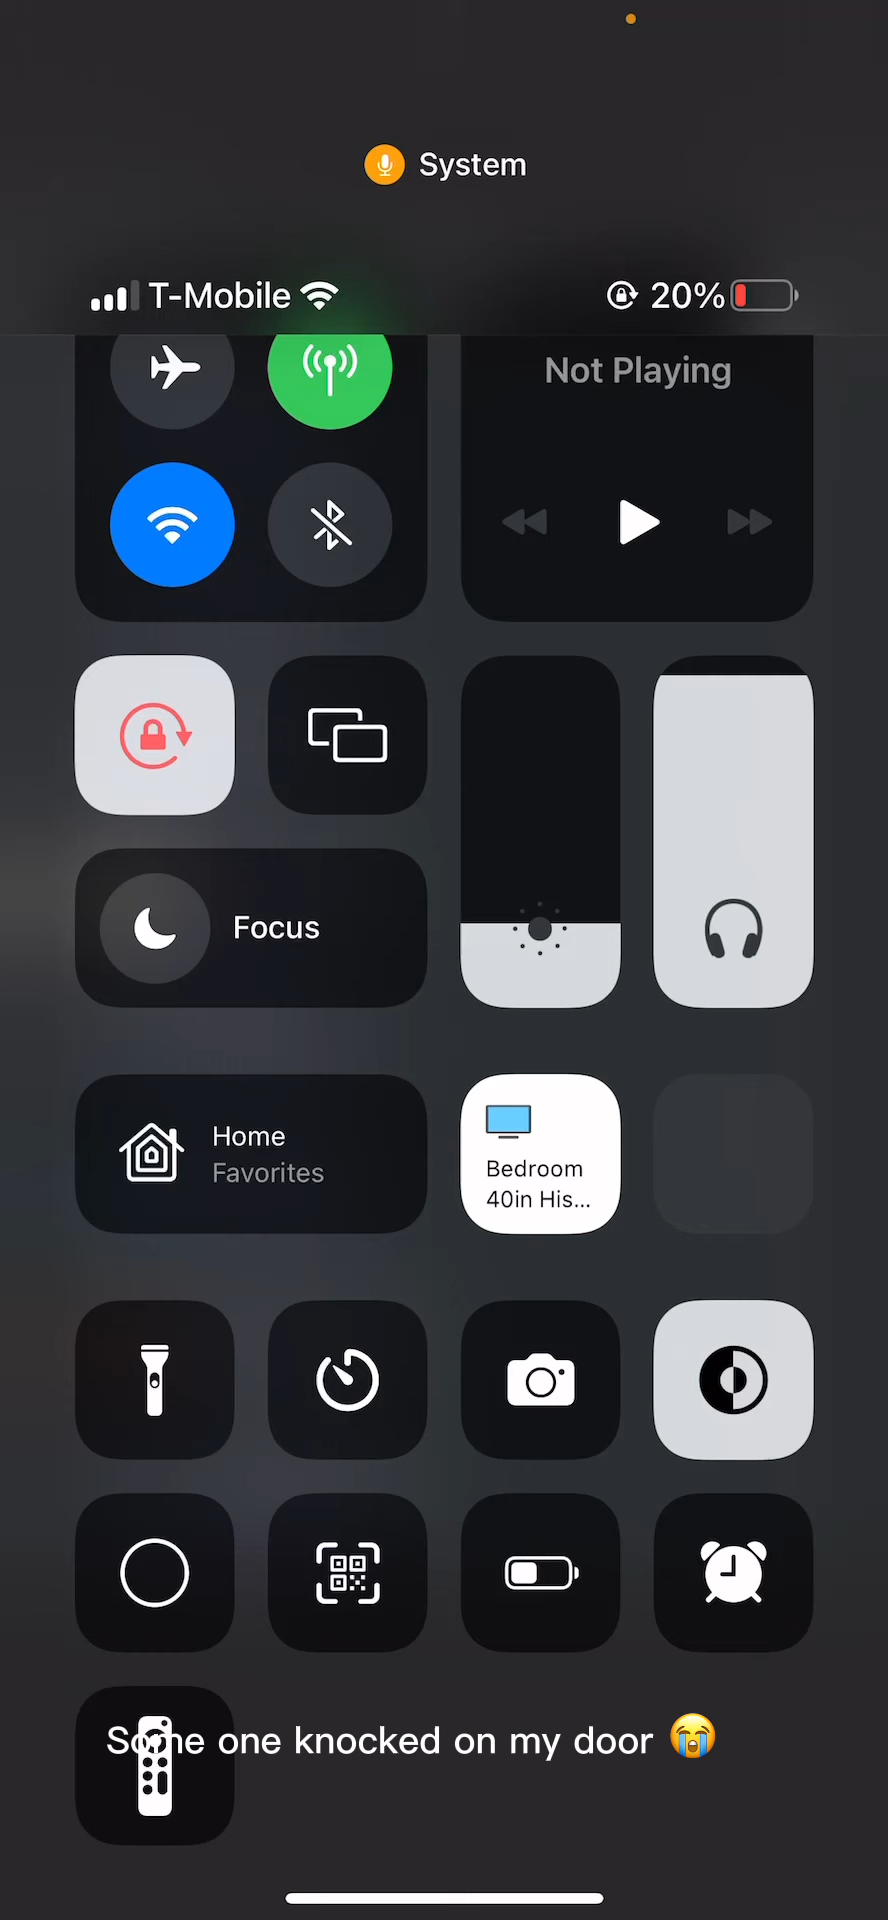 System
T-Mobile 20%
Not Playing
Focus
Home
Favorites
Bedroom
40in His...
Some one knocked on my door 😭